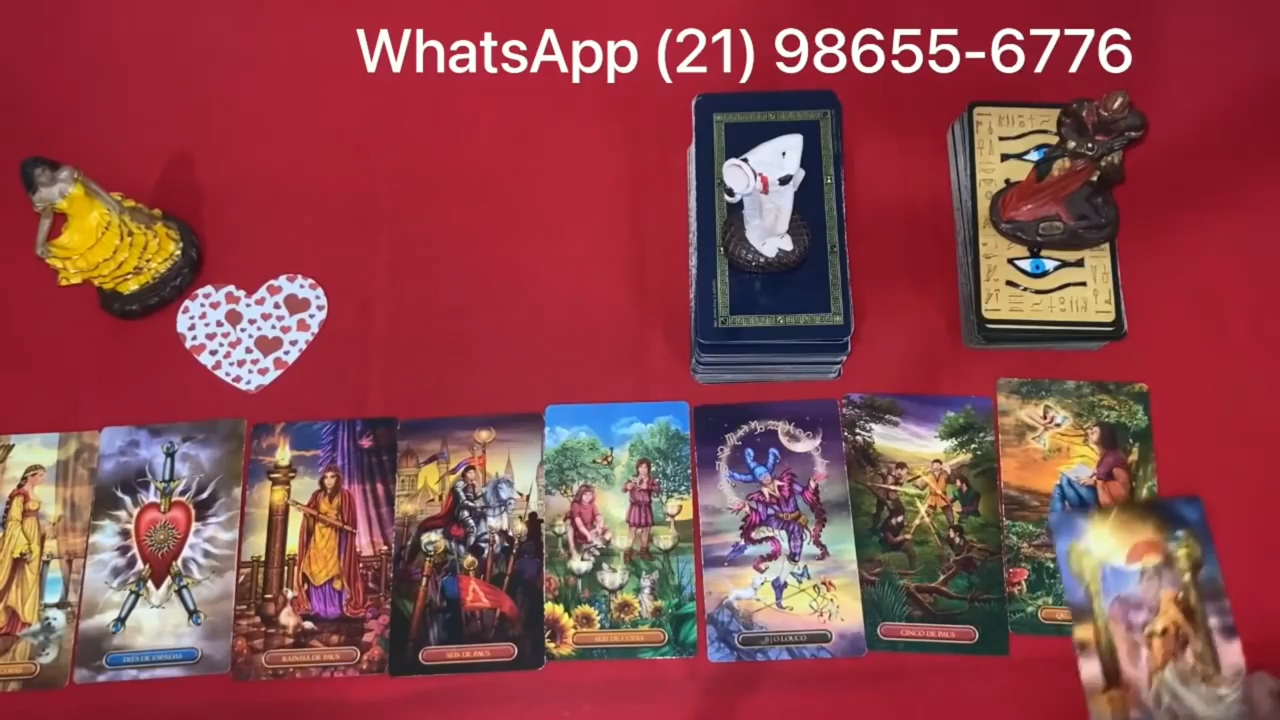 WhatsApp (21) 98655-6776
TRÊS DE ESPADAS
RAINHA DE PAUS
SEIS DE PAUS
SEIS DE COPAS
0 | O LOUCO
CINCO DE PAUS